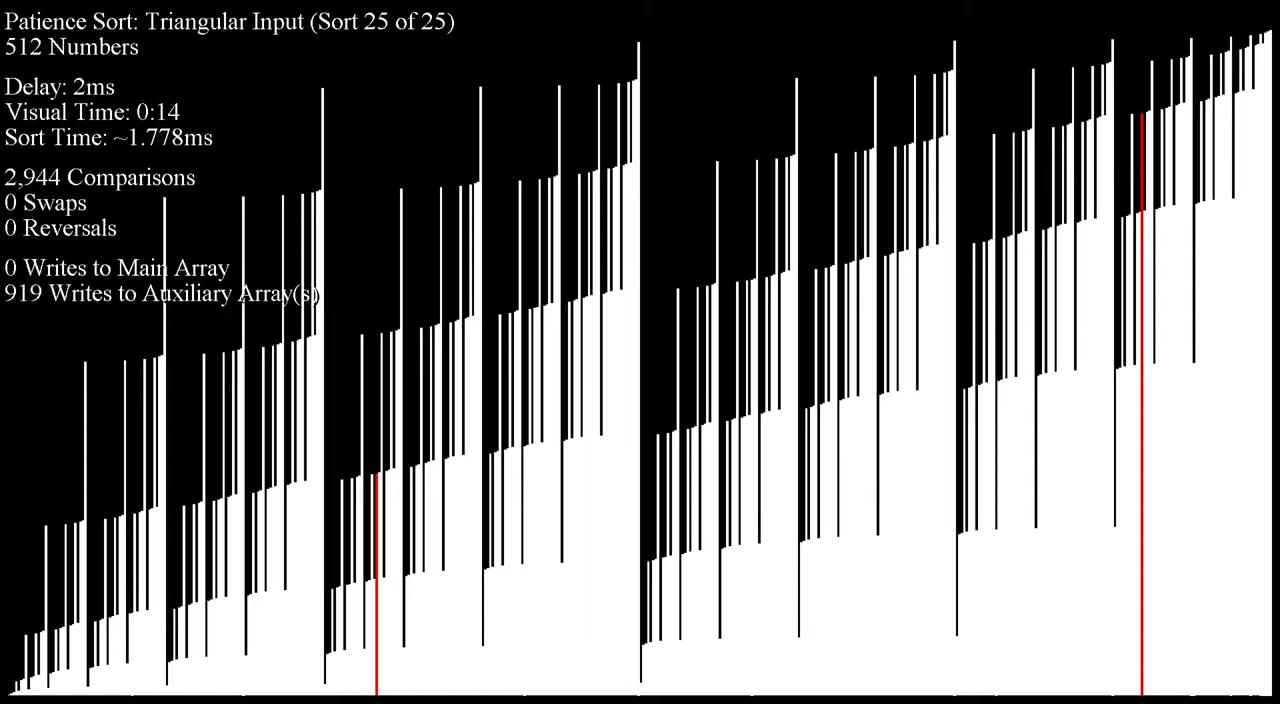 Patience Sort: Triangular Input (Sort 25 of 25)
512 Numbers
Delay: 2ms
Visual Time: 0:14
Sort Time: ~1.778ms
2,944 Comparisons
0 Swaps
0 Reversals
0 Writes to Main Array
919 Writes to Auxiliary Array(s)